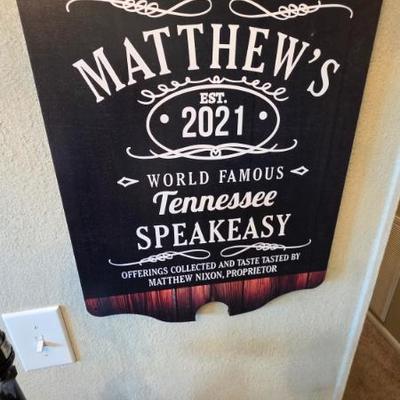 MATTHEW'S
EST.
2021
WORLD FAMOUS
Tennessee
SPEAKEASY
OFFERINGS COLLECTED AND TASTE TASTED BY
MATTHEW NIXON, PROPRIETOR